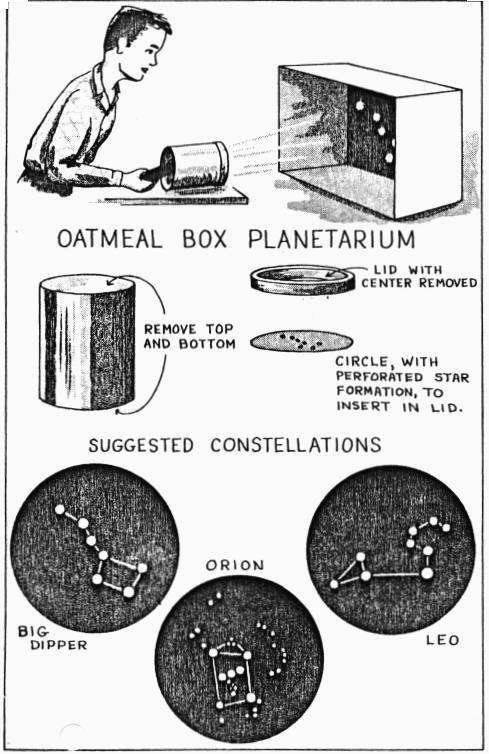 OATMEAL BOX PLANETARIUM
LID WITH
CENTER REMOVED
REMOVE TOP
AND BOTTOM
CIRCLE, WITH
PERFORATED STAR
FORMATION, TO
INSERT IN LID.
SUGGESTED CONSTELLATIONS
BIG
DIPPER
ORION
LEO